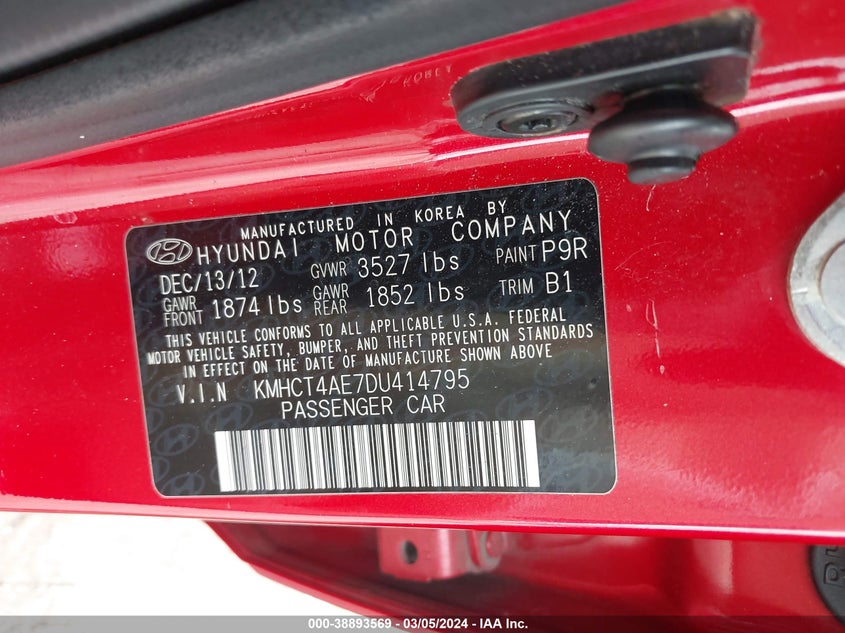 MANUFACTURED IN KOREA BY
HYUNDAI MOTOR COMPANY
DEC/13/12 GVWR 3527 lbs PAINT P9R
GAWR FRONT 1874 lbs GAWR REAR 1852 lbs TRIM B1
THIS VEHICLE CONFORMS TO ALL APPLICABLE U.S.A. FEDERAL
MOTOR VEHICLE SAFETY, BUMPER, AND THEFT PREVENTION STANDARDS
IN EFFECT ON THE DATE OF MANUFACTURE SHOWN ABOVE
V.I.N KMHCT4AE7DU414795
PASSENGER CAR
000-38893569 - 03/05/2024 - IAA Inc.